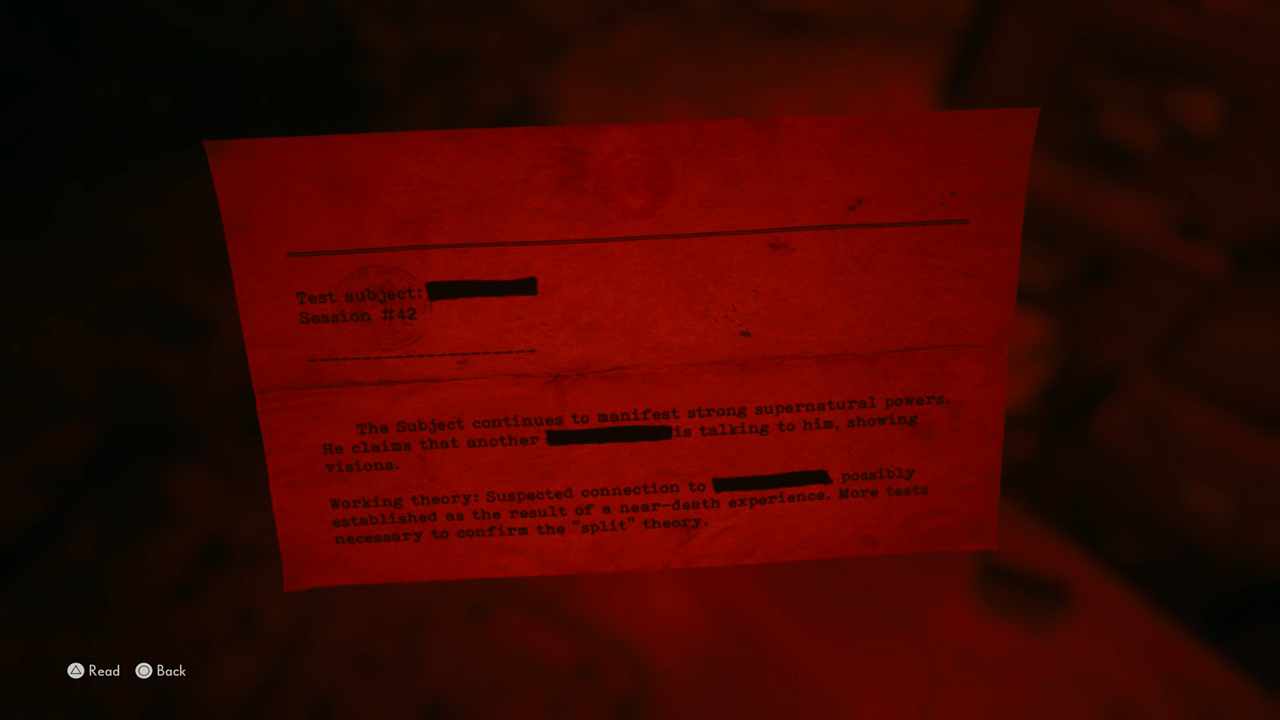 Test subject:
Session #42
The Subject continues to manifest strong supernatural powers.
He claims that another is talking to him, showing
visions.
Working theory: Suspected connection to possibly
established as the result of a near-death experience. More tests
necessary to confirm the "split" theory.
Read Back